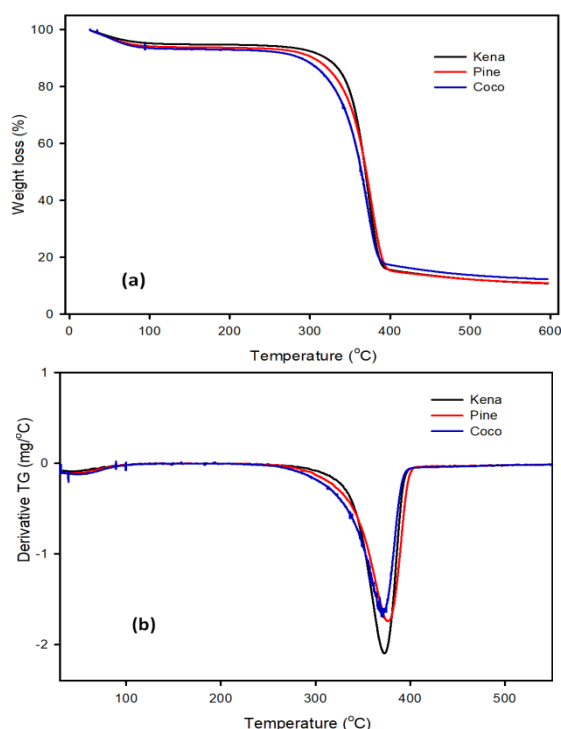 100
80
60
40
20
0
Weight loss (%)
Kena
Pine
Coco
(a)
0 100 200 300 400 500 600
Temperature (°C)
1
0
-1
-2
Derivative TG (mg/°C)
Kena
Pine
Coco
(b)
100 200 300 400 500
Temperature (°C)